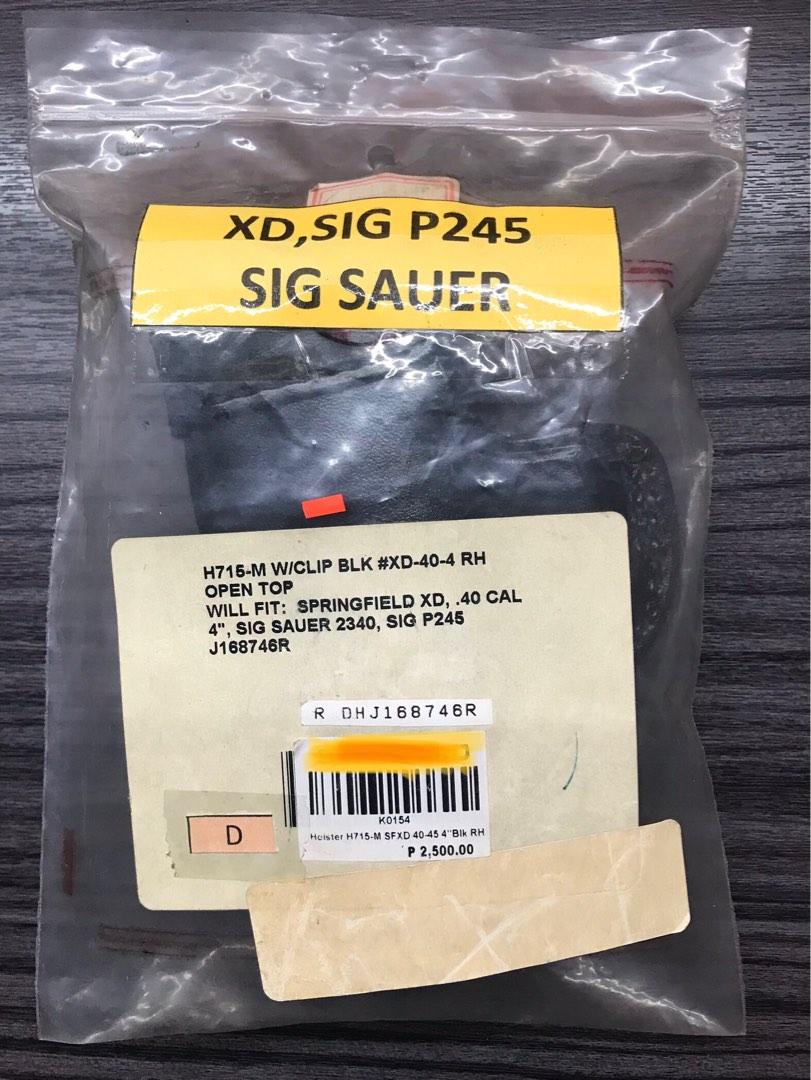 XD,SIG P245
SIG SAUER
H715-M W/CLIP BLK #XD-40-4 RH
OPEN TOP
WILL FIT: SPRINGFIELD XD, .40 CAL
4", SIG SAUER 2340, SIG P245
J168746R
R DHJ168746R
K0154
Holster H715-M SFXD 40-45 4"Blk RH
₱ 2,500.00
D